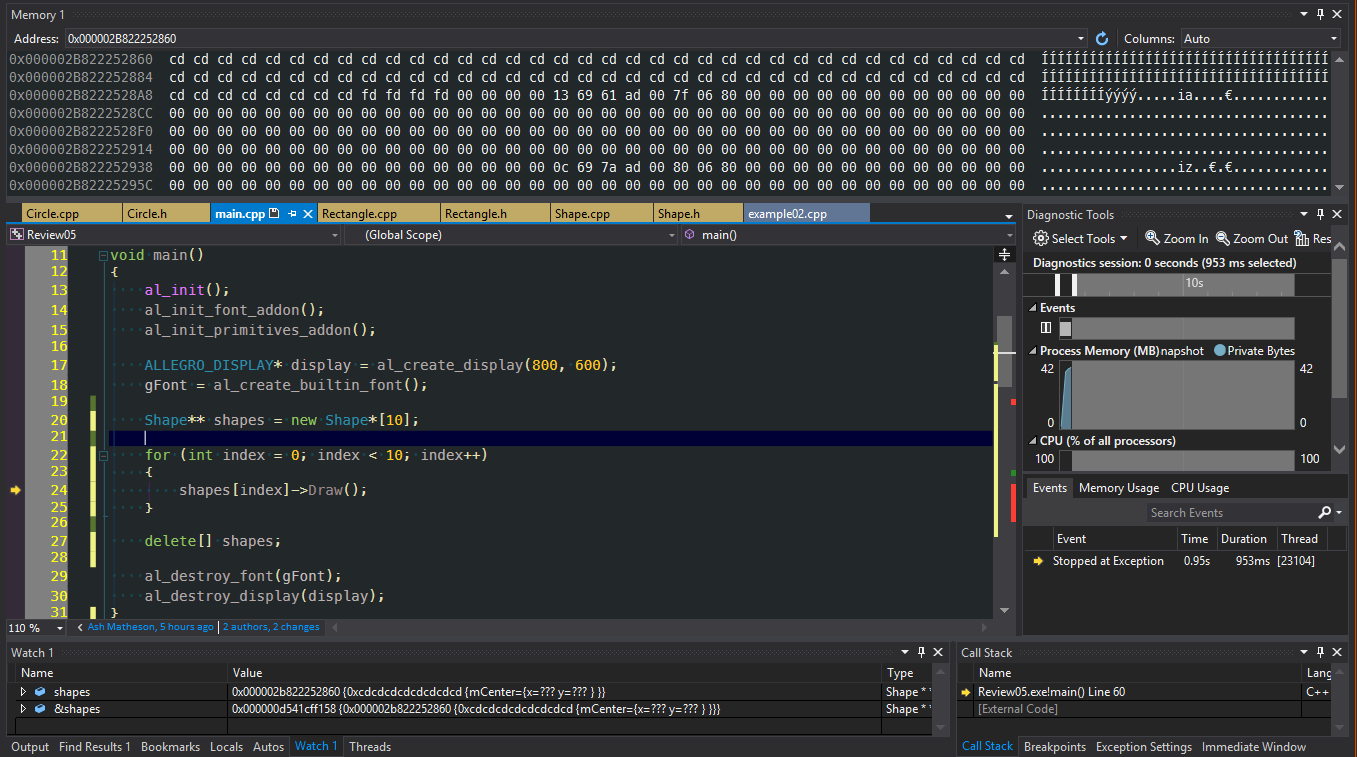 Memory 1
Address: 0x000002B822252860 Columns: Auto
0x000002B822252860 cd cd cd cd cd cd cd cd cd cd cd cd cd cd cd cd cd cd cd cd cd cd cd cd cd cd cd cd cd cd cd cd cd cd cd cd ÍÍÍÍÍÍÍÍÍÍÍÍÍÍÍÍÍÍÍÍÍÍÍÍÍÍÍÍÍÍÍÍÍÍÍÍ
0x000002B822252884 cd cd cd cd cd cd cd cd cd cd cd cd cd cd cd cd cd cd cd cd cd cd cd cd cd cd cd cd cd cd cd cd cd cd cd cd ÍÍÍÍÍÍÍÍÍÍÍÍÍÍÍÍÍÍÍÍÍÍÍÍÍÍÍÍÍÍÍÍÍÍÍÍ
0x000002B8222528A8 cd cd cd cd cd cd cd cd fd fd fd fd 00 00 00 00 13 69 61 ad 00 7f 06 80 00 00 00 00 00 00 00 00 00 00 00 00 ÍÍÍÍÍÍÍÍýýýý.....ia....€............
0x000002B8222528CC 00 00 00 00 00 00 00 00 00 00 00 00 00 00 00 00 00 00 00 00 00 00 00 00 00 00 00 00 00 00 00 00 00 00 00 00 ....................................
0x000002B8222528F0 00 00 00 00 00 00 00 00 00 00 00 00 00 00 00 00 00 00 00 00 00 00 00 00 00 00 00 00 00 00 00 00 00 00 00 00 ....................................
0x000002B822252914 00 00 00 00 00 00 00 00 00 00 00 00 00 00 00 00 00 00 00 00 00 00 00 00 00 00 00 00 00 00 00 00 00 00 00 00 ....................................
0x000002B822252938 00 00 00 00 00 00 00 00 00 00 00 00 00 00 00 00 0c 69 7a ad 00 80 06 80 00 00 00 00 00 00 00 00 00 00 00 00 .................iz..€.€............
0x000002B82225295C 00 00 00 00 00 00 00 00 00 00 00 00 00 00 00 00 00 00 00 00 00 00 00 00 00 00 00 00 00 00 00 00 00 00 00 00 ....................................
Circle.cpp Circle.h main.cpp Rectangle.cpp Rectangle.h Shape.cpp Shape.h example02.cpp
Review05 (Global Scope) main()
11 void main()
12 {
13 al_init();
14 al_init_font_addon();
15 al_init_primitives_addon();
16
17 ALLEGRO_DISPLAY* display = al_create_display(800, 600);
18 gFont = al_create_builtin_font();
19
20 Shape** shapes = new Shape*[10];
21
22 for (int index = 0; index < 10; index++)
23 {
24 shapes[index]->Draw();
25 }
26
27 delete[] shapes;
28
29 al_destroy_font(gFont);
30 al_destroy_display(display);
31 }
110 % Ash Matheson, 5 hours ago | 2 authors, 2 changes
Diagnostic Tools
Select Tools Zoom In Zoom Out Res
Diagnostics session: 0 seconds (953 ms selected)
10s
Events
Process Memory (MB) napshot Private Bytes
42 42
0 0
CPU (% of all processors)
100 100
Events Memory Usage CPU Usage
Search Events
Event Time Duration Thread
Stopped at Exception 0.95s 953ms [23104]
Watch 1
Name Value Type
shapes 0x000002b822252860 {0xcdcdcdcdcdcdcdcd {mCenter={x=??? y=??? } }} Shape * *
&shapes 0x000000d541cff158 {0x000002b822252860 {0xcdcdcdcdcdcdcdcd {mCenter={x=??? y=??? } }}} Shape * *
Output Find Results 1 Bookmarks Locals Autos Watch 1 Threads
Call Stack
Name Lang
Review05.exe!main() Line 60 C++
[External Code]
Call Stack Breakpoints Exception Settings Immediate Window